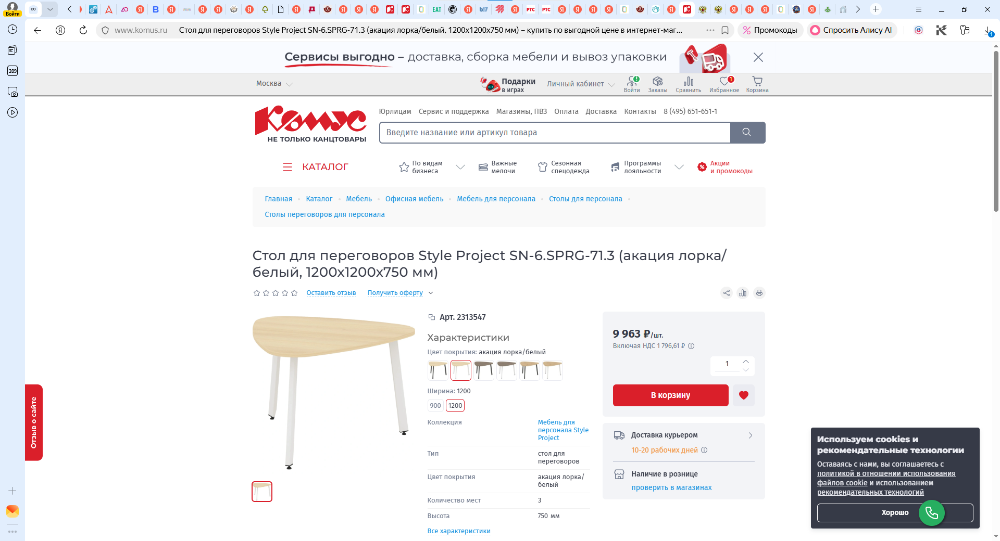 Войти
EAT
b17
РТС
РТС
www.komus.ru
Стол для переговоров Style Project SN-6.SPRG-71.3 (акация лорка/белый, 1200х1200х750 мм) – купить по выгодной цене в интернет-маг...
Промокоды
Спросить Алису AI
1
289
Сервисы выгодно – доставка, сборка мебели и вывоз упаковки
Москва
Подарки
в играх
Личный кабинет
Войти
Заказы
Сравнить
1
Избранное
Корзина
Комус
НЕ ТОЛЬКО КАНЦТОВАРЫ
Юрлицам
Сервис и поддержка
Магазины, ПВЗ
Оплата
Доставка
Контакты
8 (495) 651-651-1
Введите название или артикул товара
КАТАЛОГ
По видам
бизнеса
Важные
мелочи
Сезонная
спецодежда
Программы
лояльности
Акции
и промокоды
Главная
Каталог
Мебель
Офисная мебель
Мебель для персонала
Столы для персонала
Столы переговоров для персонала
Стол для переговоров Style Project SN-6.SPRG-71.3 (акация лорка/
белый, 1200х1200х750 мм)
Оставить отзыв
Получить оферту
Арт. 2313547
Характеристики
Цвет покрытия: акация лорка/белый
Ширина: 1200
900
1200
Коллекция
Мебель для
персонала Style
Project
Тип
стол для
переговоров
Цвет покрытия
акация лорка/
белый
Количество мест
3
Высота
750 мм
Все характеристики
9 963 ₽/шт.
Включая НДС 1 796,61 ₽
1
В корзину
Доставка курьером
10-20 рабочих дней
Наличие в рознице
проверить в магазинах
Отзыв о сайте
Используем cookies и
рекомендательные технологии
Оставаясь с нами, вы соглашаетесь с
политикой в отношении использования
файлов cookie и использованием
рекомендательных технологий
Хорошо